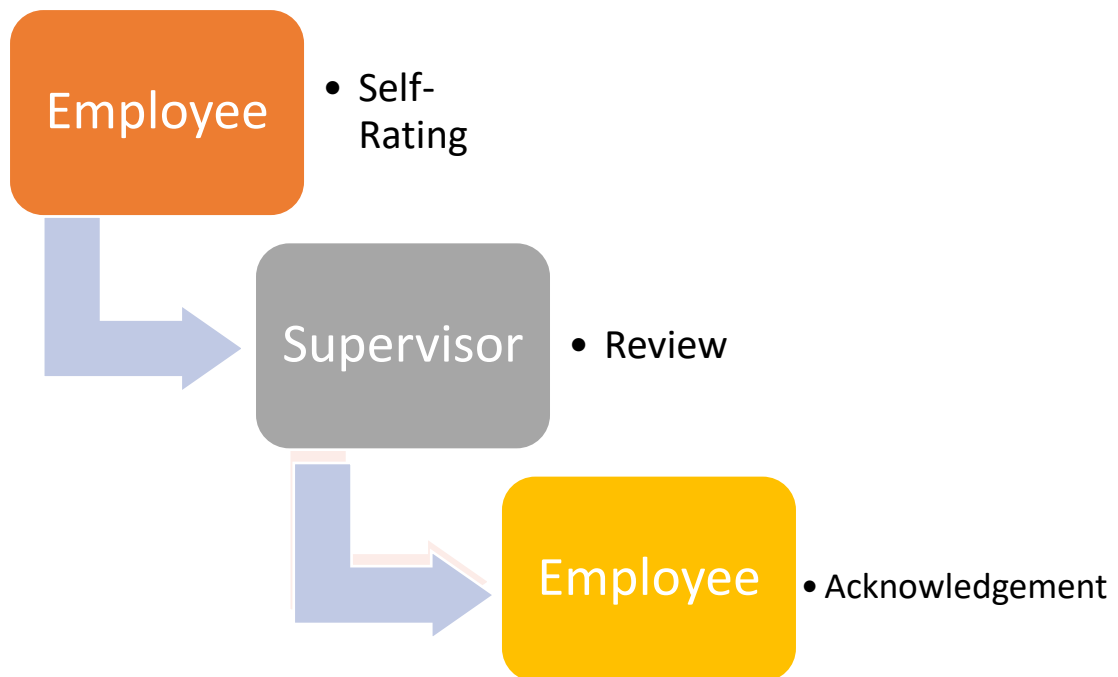 Employee
• Self-
Rating
Supervisor
• Review
Employee
• Acknowledgement